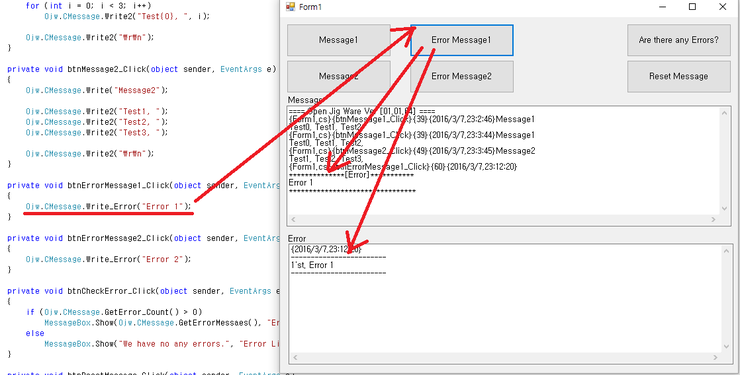 for (int i = 0; i < 3; i++)
Ojw.CMessage.Write2("Test{0}, ", i);
Ojw.CMessage.Write2("₩r₩n");
}
private void btnMessage2_Click(object sender, EventArgs e)
{
Ojw.CMessage.Write("Message2");
Ojw.CMessage.Write2("Test1, ");
Ojw.CMessage.Write2("Test2, ");
Ojw.CMessage.Write2("Test3, ");
Ojw.CMessage.Write2("₩r₩n");
}
private void btnErrorMessage1_Click(object sender, EventArgs
{
Ojw.CMessage.Write_Error("Error 1");
}
private void btnErrorMessage2_Click(object sender, EventArgs
{
Ojw.CMessage.Write_Error("Error 2");
}
private void btnCheckError_Click(object sender, EventArgs
{
if (Ojw.CMessage.GetError_Count() > 0)
MessageBox.Show(Ojw.CMessage.GetErrorMessaes(), "Er
else
MessageBox.Show("We have no any errors.", "Error Li
}
Form1
Message1
Error Message1
Are there any Errors?
Message2
Error Message2
Reset Message
Message
==== Open Jig Ware Ver [01.01.64] ====
{Form1.cs}{btnMessage1_Click}{39}{2016/3/7,23:2:46}Message1
Test0, Test1, Test2,
{Form1.cs}{btnMessage1_Click}{39}{2016/3/7,23:3:44}Message1
Test0, Test1, Test2,
{Form1.cs}{btnMessage2_Click}{49}{2016/3/7,23:3:45}Message2
Test1, Test2, Test3,
{Form1.cs}{btnErrorMessage1_Click}{60}{2016/3/7,23:12:20}
**************[Error]***********
Error 1
********************************
Error
{2016/3/7,23:12:20}
------------------------
1'st, Error 1
------------------------